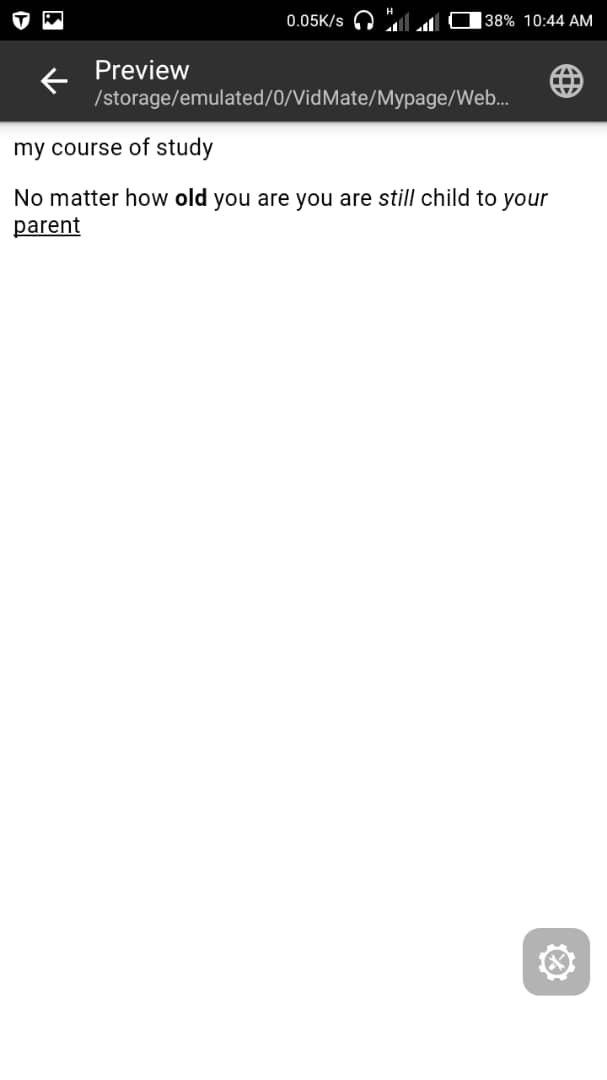 0.05K/s H 38% 10:44 AM
Preview
/storage/emulated/0/VidMate/Mypage/Web...
my course of study
No matter how old you are you are still child to your
parent